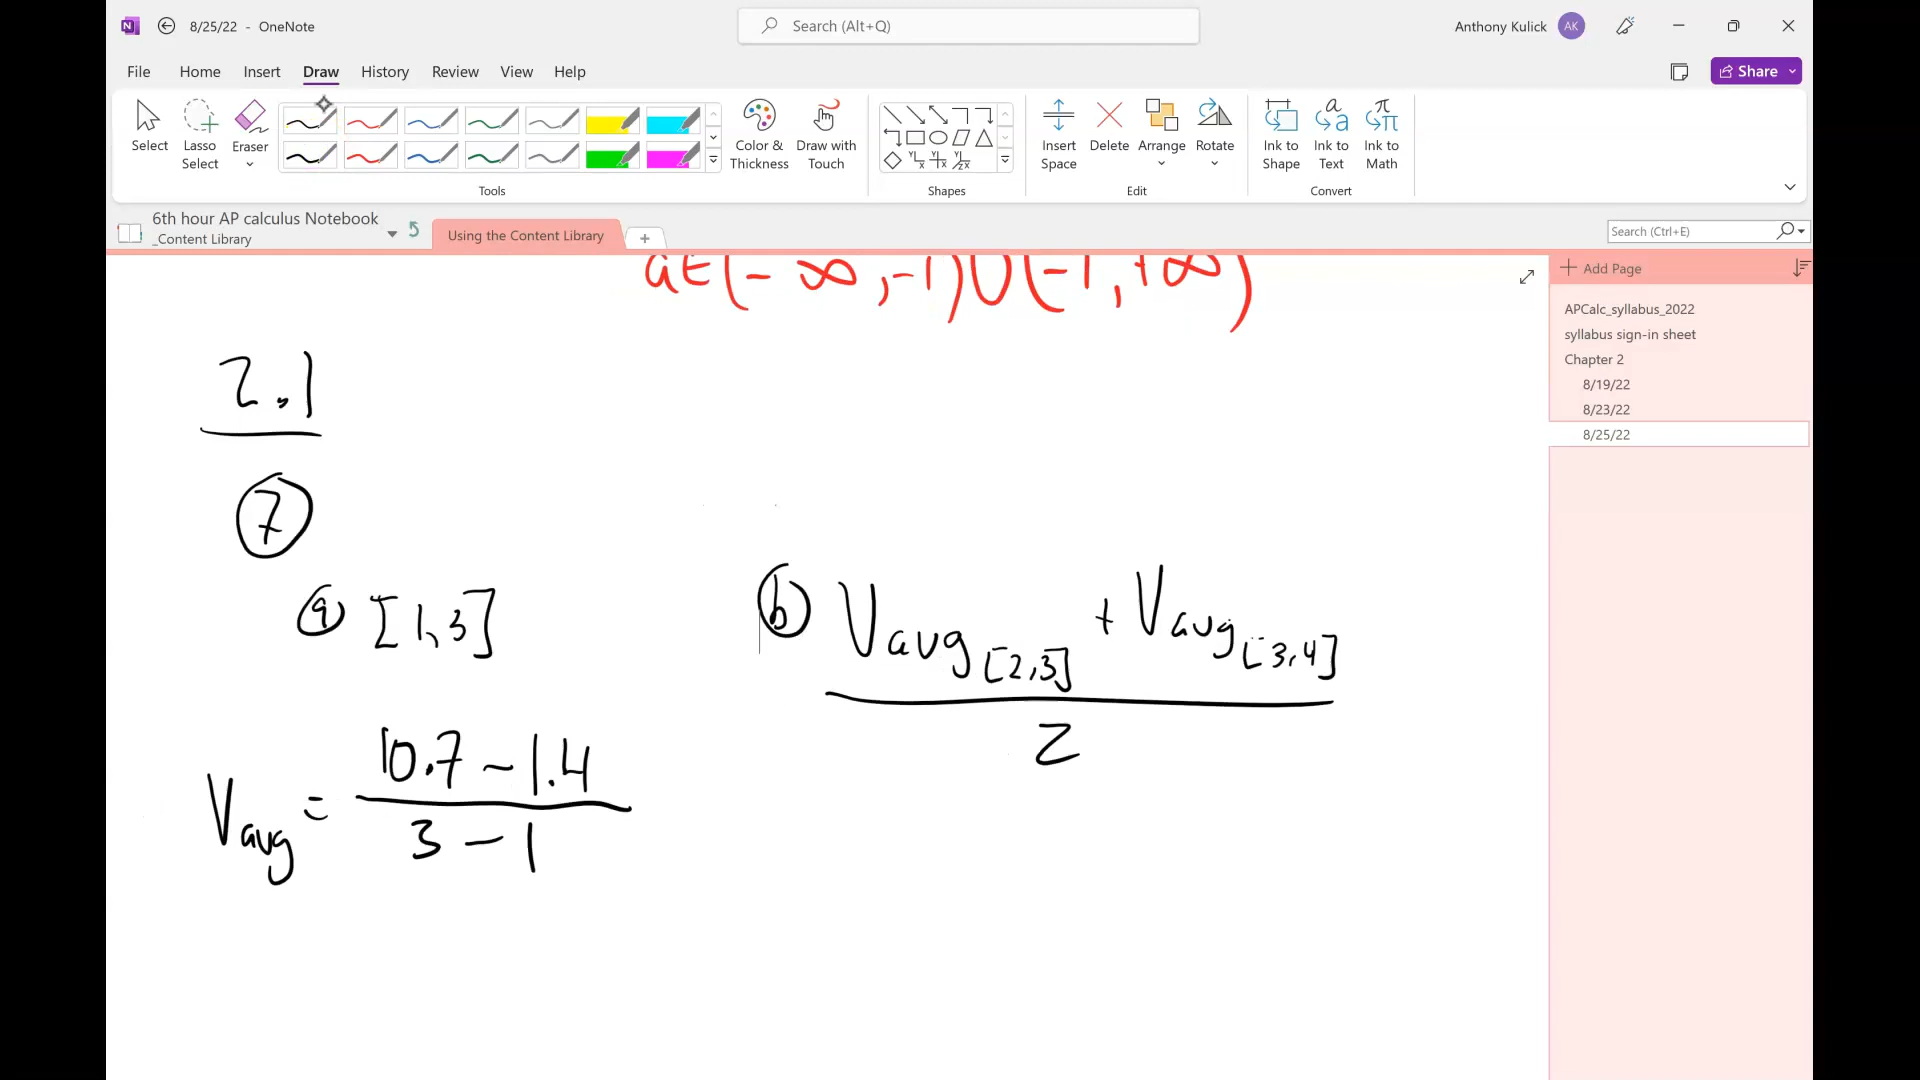 8/25/22 - OneNote
Search (Alt+Q)
Anthony Kulick AK
File Home Insert Draw History Review View Help
Share
Select Lasso Select Eraser Color & Thickness Draw with Touch Insert Space Delete Arrange Rotate Ink to Shape Ink to Text Ink to Math
Tools Shapes Edit Convert
6th hour AP calculus Notebook
_Content Library
Using the Content Library
Search (Ctrl+E)
Add Page
APCalc_syllabus_2022
syllabus sign-in sheet
Chapter 2
8/19/22
8/23/22
8/25/22
a∈(-∞,-1)∪(-1,+∞)
2.1
7
a [1,3]
Vavg = 10.7 - 1.4
3 - 1
b Vavg[2,3] + Vavg[3,4]
2